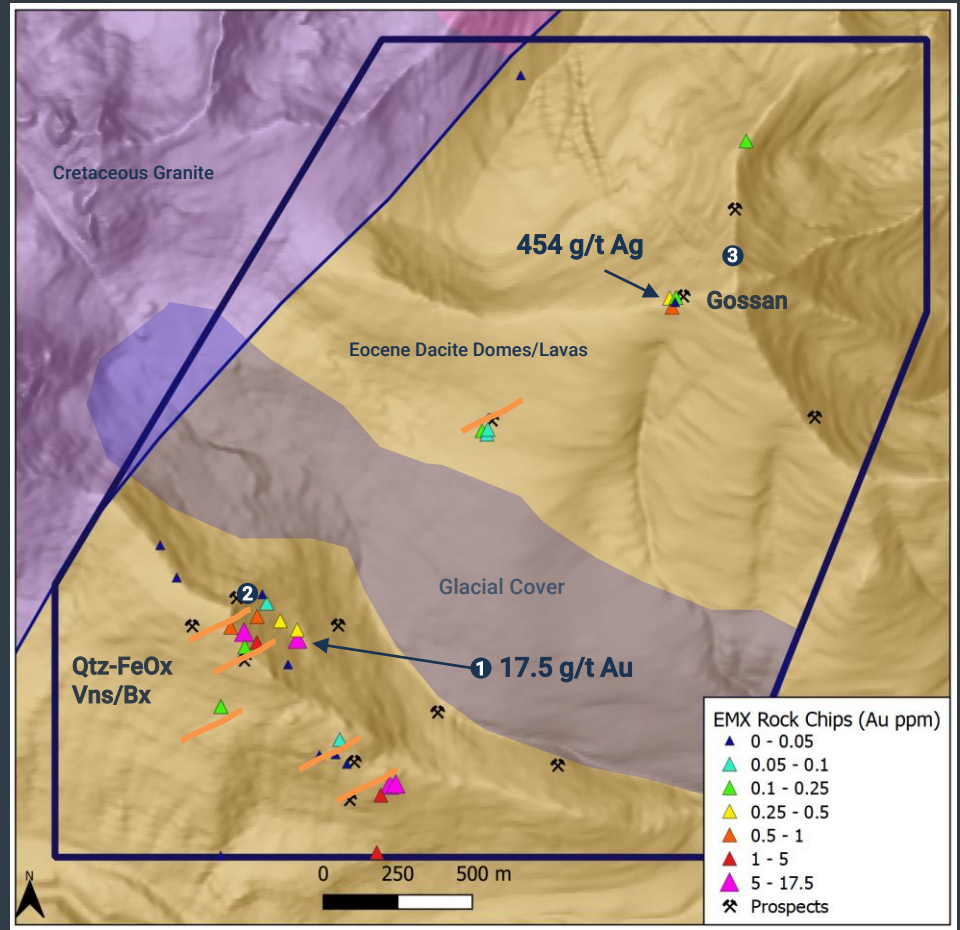 Cretaceous Granite
454 g/t Ag
3
Gossan
Eocene Dacite Domes/Lavas
Glacial Cover
2
Qtz-FeOx
Vns/Bx
1 17.5 g/t Au
EMX Rock Chips (Au ppm)
0 - 0.05
0.05 - 0.1
0.1 - 0.25
0.25 - 0.5
0.5 - 1
1 - 5
5 - 17.5
Prospects
N
0 250 500 m